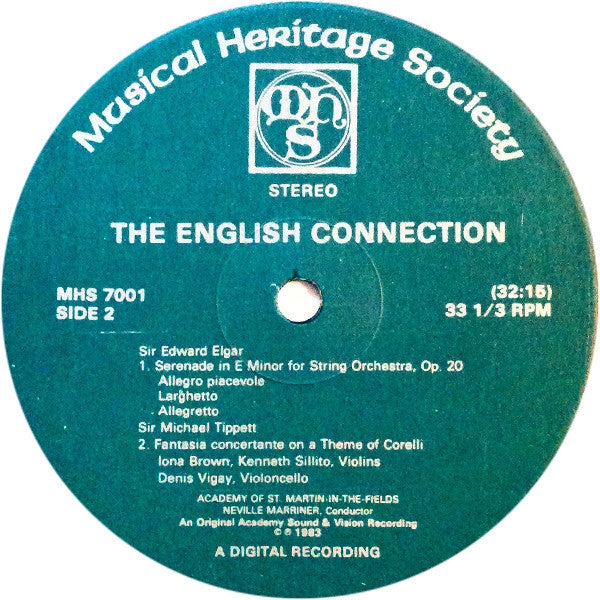 Musical Heritage Society
mhs
STEREO
THE ENGLISH CONNECTION
MHS 7001
SIDE 2
(32:15)
33 1/3 RPM
Sir Edward Elgar
1. Serenade in E Minor for String Orchestra, Op. 20
Allegro piacevole
Larghetto
Allegretto
Sir Michael Tippett
2. Fantasia concertante on a Theme of Corelli
Iona Brown, Kenneth Sillito, Violins
Denis Vigay, Violoncello
ACADEMY OF ST. MARTIN-IN-THE-FIELDS
NEVILLE MARRINER, Conductor
An Original Academy Sound & Vision Recording
© ℗ 1983
A DIGITAL RECORDING